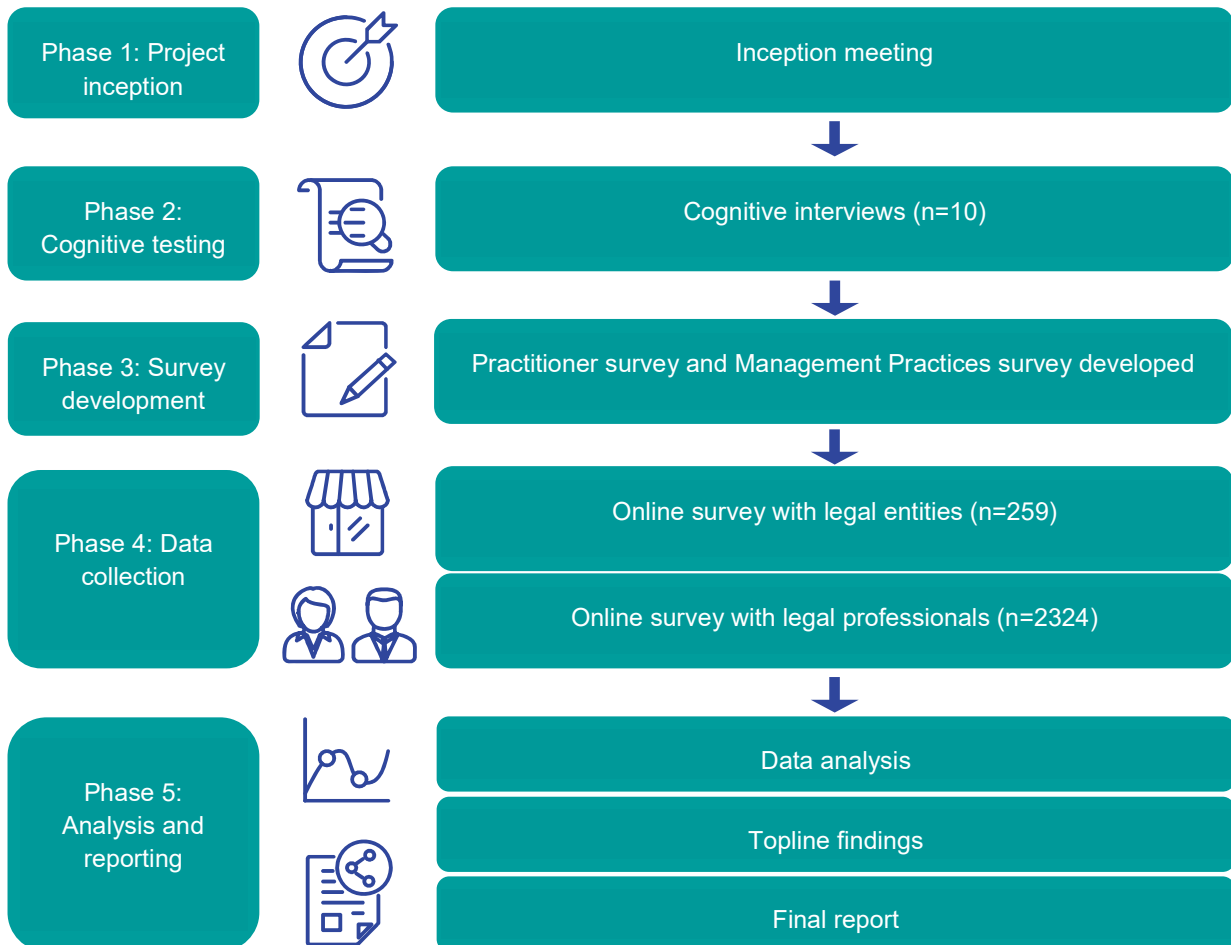 Phase 1: Project
inception
Inception meeting
Phase 2:
Cognitive testing
Cognitive interviews (n=10)
Phase 3: Survey
development
Practitioner survey and Management Practices survey developed
Phase 4: Data
collection
Online survey with legal entities (n=259)
Online survey with legal professionals (n=2324)
Phase 5:
Analysis and
reporting
Data analysis
Topline findings
Final report